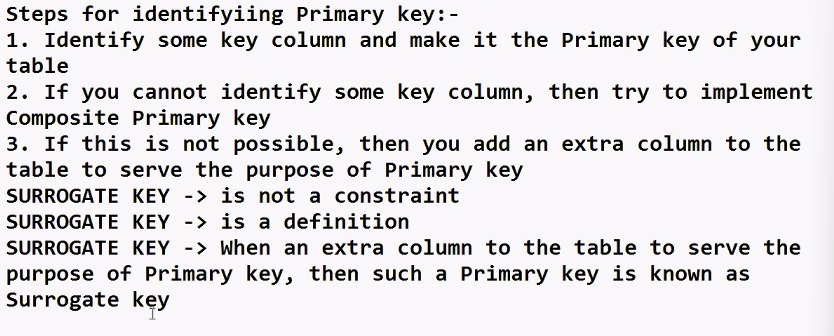 Steps for identifyiing Primary key:-
1. Identify some key column and make it the Primary key of your
table
2. If you cannot identify some key column, then try to implement
Composite Primary key
3. If this is not possible, then you add an extra column to the
table to serve the purpose of Primary key
SURROGATE KEY -> is not a constraint
SURROGATE KEY -> is a definition
SURROGATE KEY -> When an extra column to the table to serve the
purpose of Primary key, then such a Primary key is known as
Surrogate key